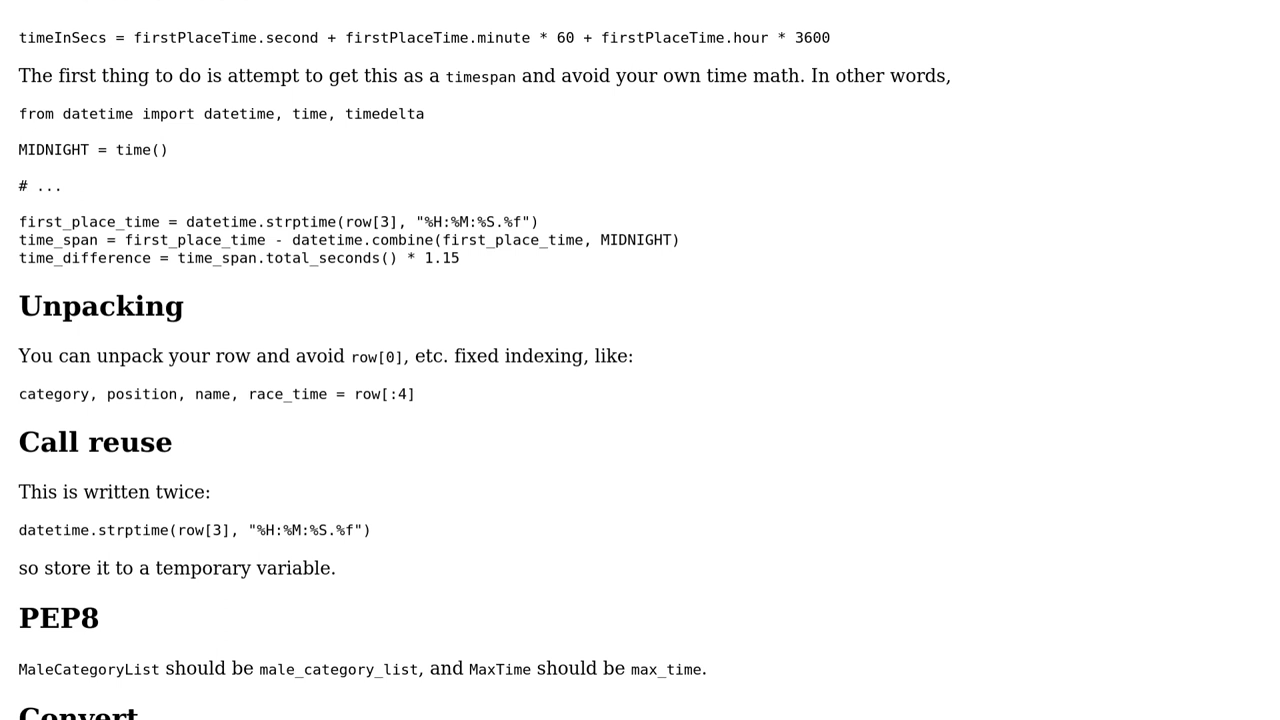 timeInSecs = firstPlaceTime.second + firstPlaceTime.minute * 60 + firstPlaceTime.hour * 3600
The first thing to do is attempt to get this as a timespan and avoid your own time math. In other words,
from datetime import datetime, time, timedelta
MIDNIGHT = time()
# ...
first_place_time = datetime.strptime(row[3], "%H:%M:%S.%f")
time_span = first_place_time - datetime.combine(first_place_time, MIDNIGHT)
time_difference = time_span.total_seconds() * 1.15
Unpacking
You can unpack your row and avoid row[0], etc. fixed indexing, like:
category, position, name, race_time = row[:4]
Call reuse
This is written twice:
datetime.strptime(row[3], "%H:%M:%S.%f")
so store it to a temporary variable.
PEP8
MaleCategoryList should be male_category_list, and MaxTime should be max_time.
Convert